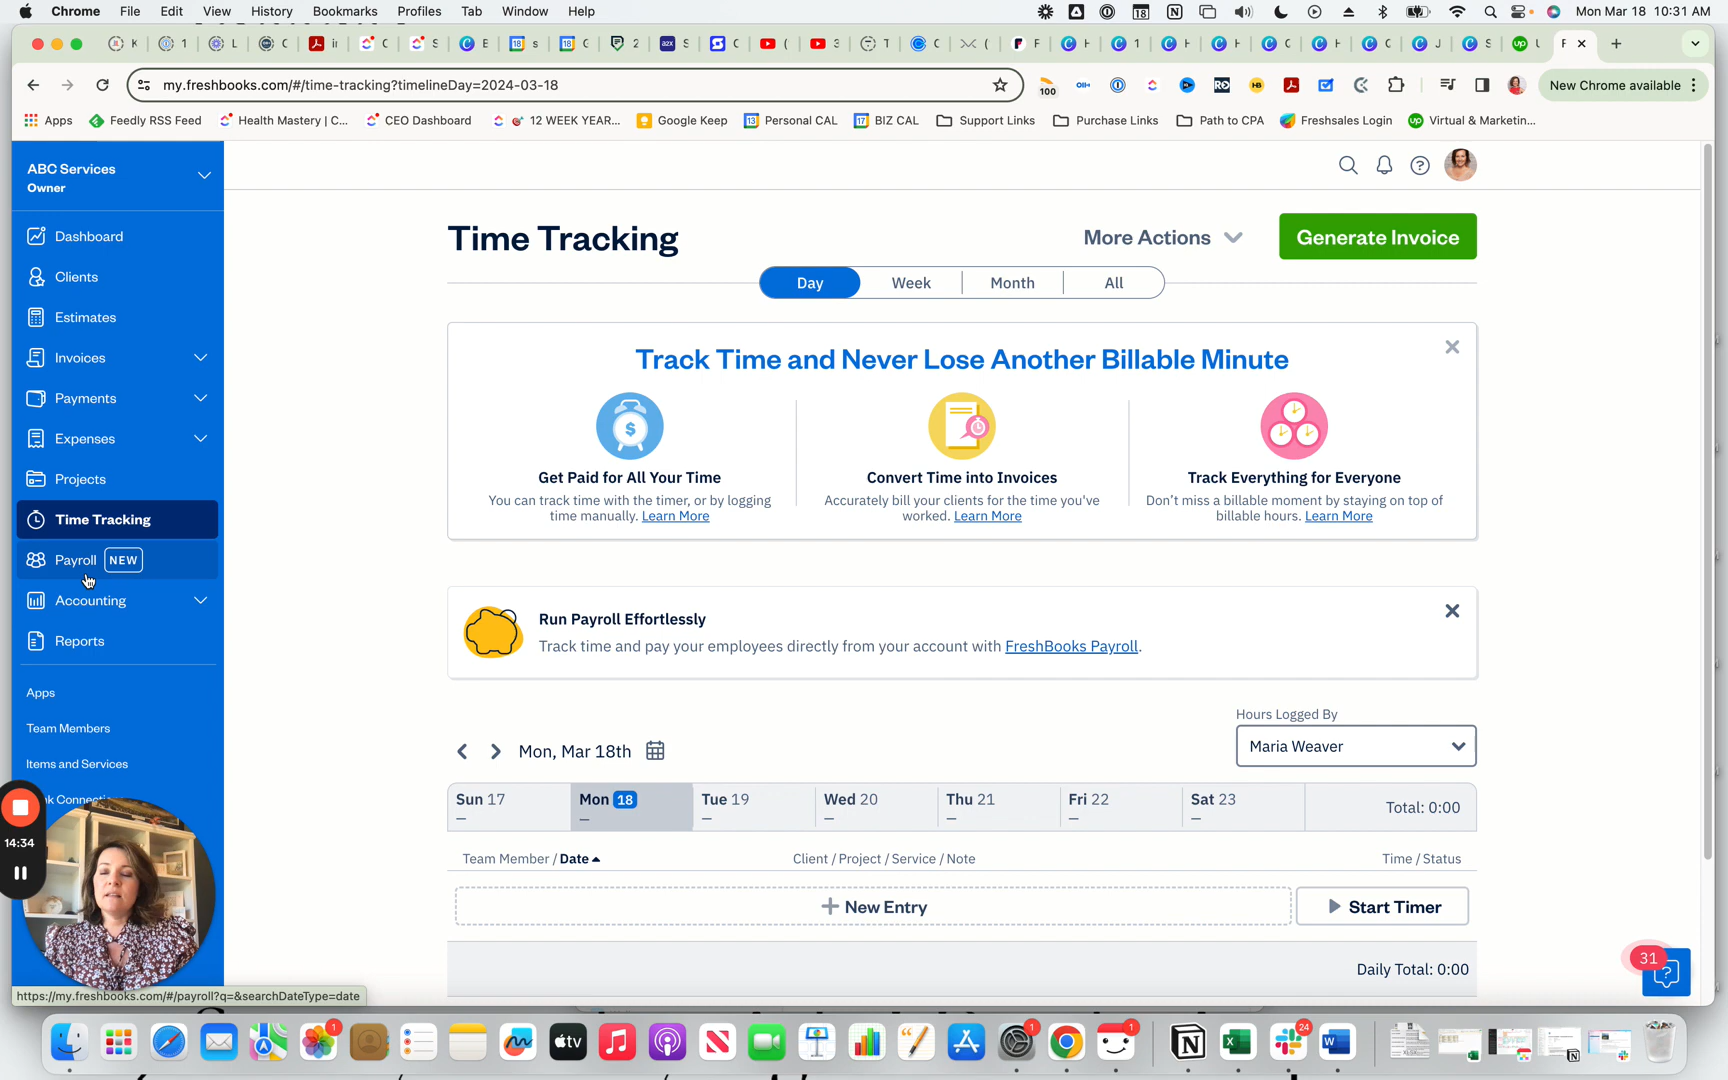 Chrome File Edit View History Bookmarks Profiles Tab Window Help
18
Mon Mar 18 10:31 AM
my.freshbooks.com/#/time-tracking?timelineDay=2024-03-18
100
New Chrome available
Apps Feedly RSS Feed Health Mastery | C... CEO Dashboard 12 WEEK YEAR... Google Keep Personal CAL BIZ CAL Support Links Purchase Links Path to CPA Freshsales Login Virtual & Marketin...
ABC Services
Owner
Dashboard
Clients
Estimates
Invoices
Payments
Expenses
Projects
Time Tracking
Payroll NEW
Accounting
Reports
Apps
Team Members
Items and Services
14:34
https://my.freshbooks.com/#/payroll?q=&searchDateType=date
Time Tracking
More Actions
Generate Invoice
Day Week Month All
Track Time and Never Lose Another Billable Minute
Get Paid for All Your Time
You can track time with the timer, or by logging
time manually. Learn More
Convert Time into Invoices
Accurately bill your clients for the time you've
worked. Learn More
Track Everything for Everyone
Don't miss a billable moment by staying on top of
billable hours. Learn More
Run Payroll Effortlessly
Track time and pay your employees directly from your account with FreshBooks Payroll.
Hours Logged By
Maria Weaver
Mon, Mar 18th
Sun 17 Mon 18 Tue 19 Wed 20 Thu 21 Fri 22 Sat 23 Total: 0:00
– – – – – – –
Team Member / Date Client / Project / Service / Note Time / Status
New Entry
Start Timer
Daily Total: 0:00
31
tv
1
1
1
24